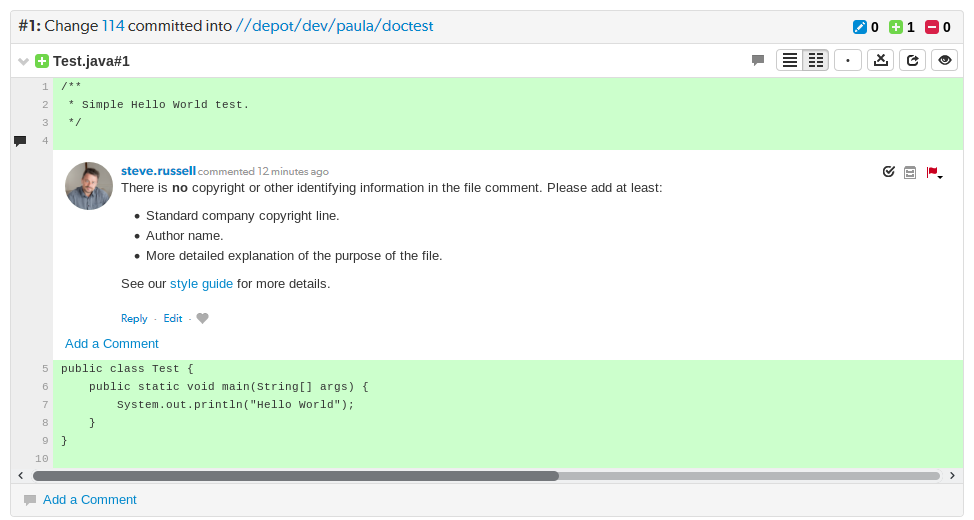 #1: Change 114 committed into //depot/dev/paula/doctest 0 1 0
Test.java#1
1 /**
2  * Simple Hello World test.
3  */
4
steve.russell commented 12 minutes ago
There is no copyright or other identifying information in the file comment. Please add at least:
• Standard company copyright line.
• Author name.
• More detailed explanation of the purpose of the file.
See our style guide for more details.
Reply · Edit ·
Add a Comment
5 public class Test {
6     public static void main(String[] args) {
7         System.out.println("Hello World");
8     }
9 }
10
Add a Comment